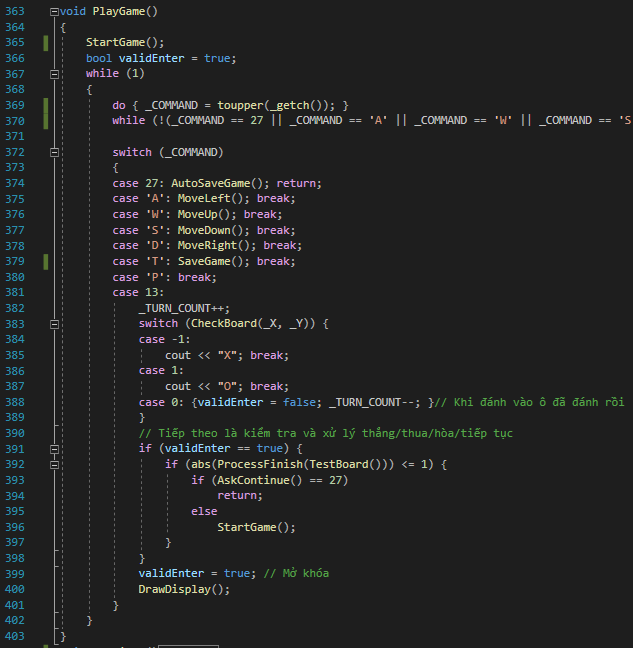 363 void PlayGame()
364 {
365 StartGame();
366 bool validEnter = true;
367 while (1)
368 {
369 do { _COMMAND = toupper(_getch()); }
370 while (!(_COMMAND == 27 || _COMMAND == 'A' || _COMMAND == 'W' || _COMMAND == 'S
371
372 switch (_COMMAND)
373 {
374 case 27: AutoSaveGame(); return;
375 case 'A': MoveLeft(); break;
376 case 'W': MoveUp(); break;
377 case 'S': MoveDown(); break;
378 case 'D': MoveRight(); break;
379 case 'T': SaveGame(); break;
380 case 'P': break;
381 case 13:
382 _TURN_COUNT++;
383 switch (CheckBoard(_X, _Y)) {
384 case -1:
385 cout << "X"; break;
386 case 1:
387 cout << "O"; break;
388 case 0: {validEnter = false; _TURN_COUNT--; }// Khi đánh vào ô đã đánh rồi
389 }
390 // Tiếp theo là kiểm tra và xử lý thắng/thua/hòa/tiếp tục
391 if (validEnter == true) {
392 if (abs(ProcessFinish(TestBoard())) <= 1) {
393 if (AskContinue() == 27)
394 return;
395 else
396 StartGame();
397 }
398 }
399 validEnter = true; // Mở khóa
400 DrawDisplay();
401 }
402 }
403 }